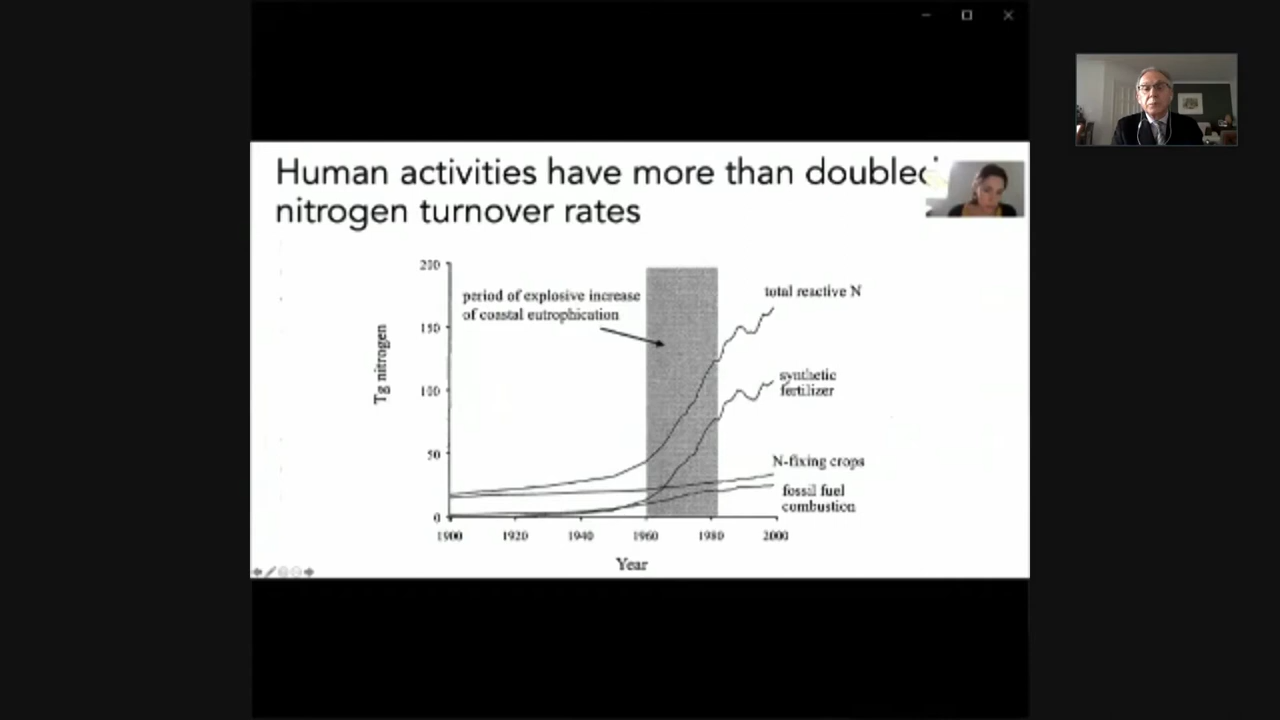 Human activities have more than doubled
nitrogen turnover rates
200
period of explosive increase
of coastal eutrophication
total reactive N
150
Tg nitrogen
synthetic
fertilizer
100
50
N-fixing crops
fossil fuel
combustion
0
1900 1920 1940 1960 1980 2000
Year